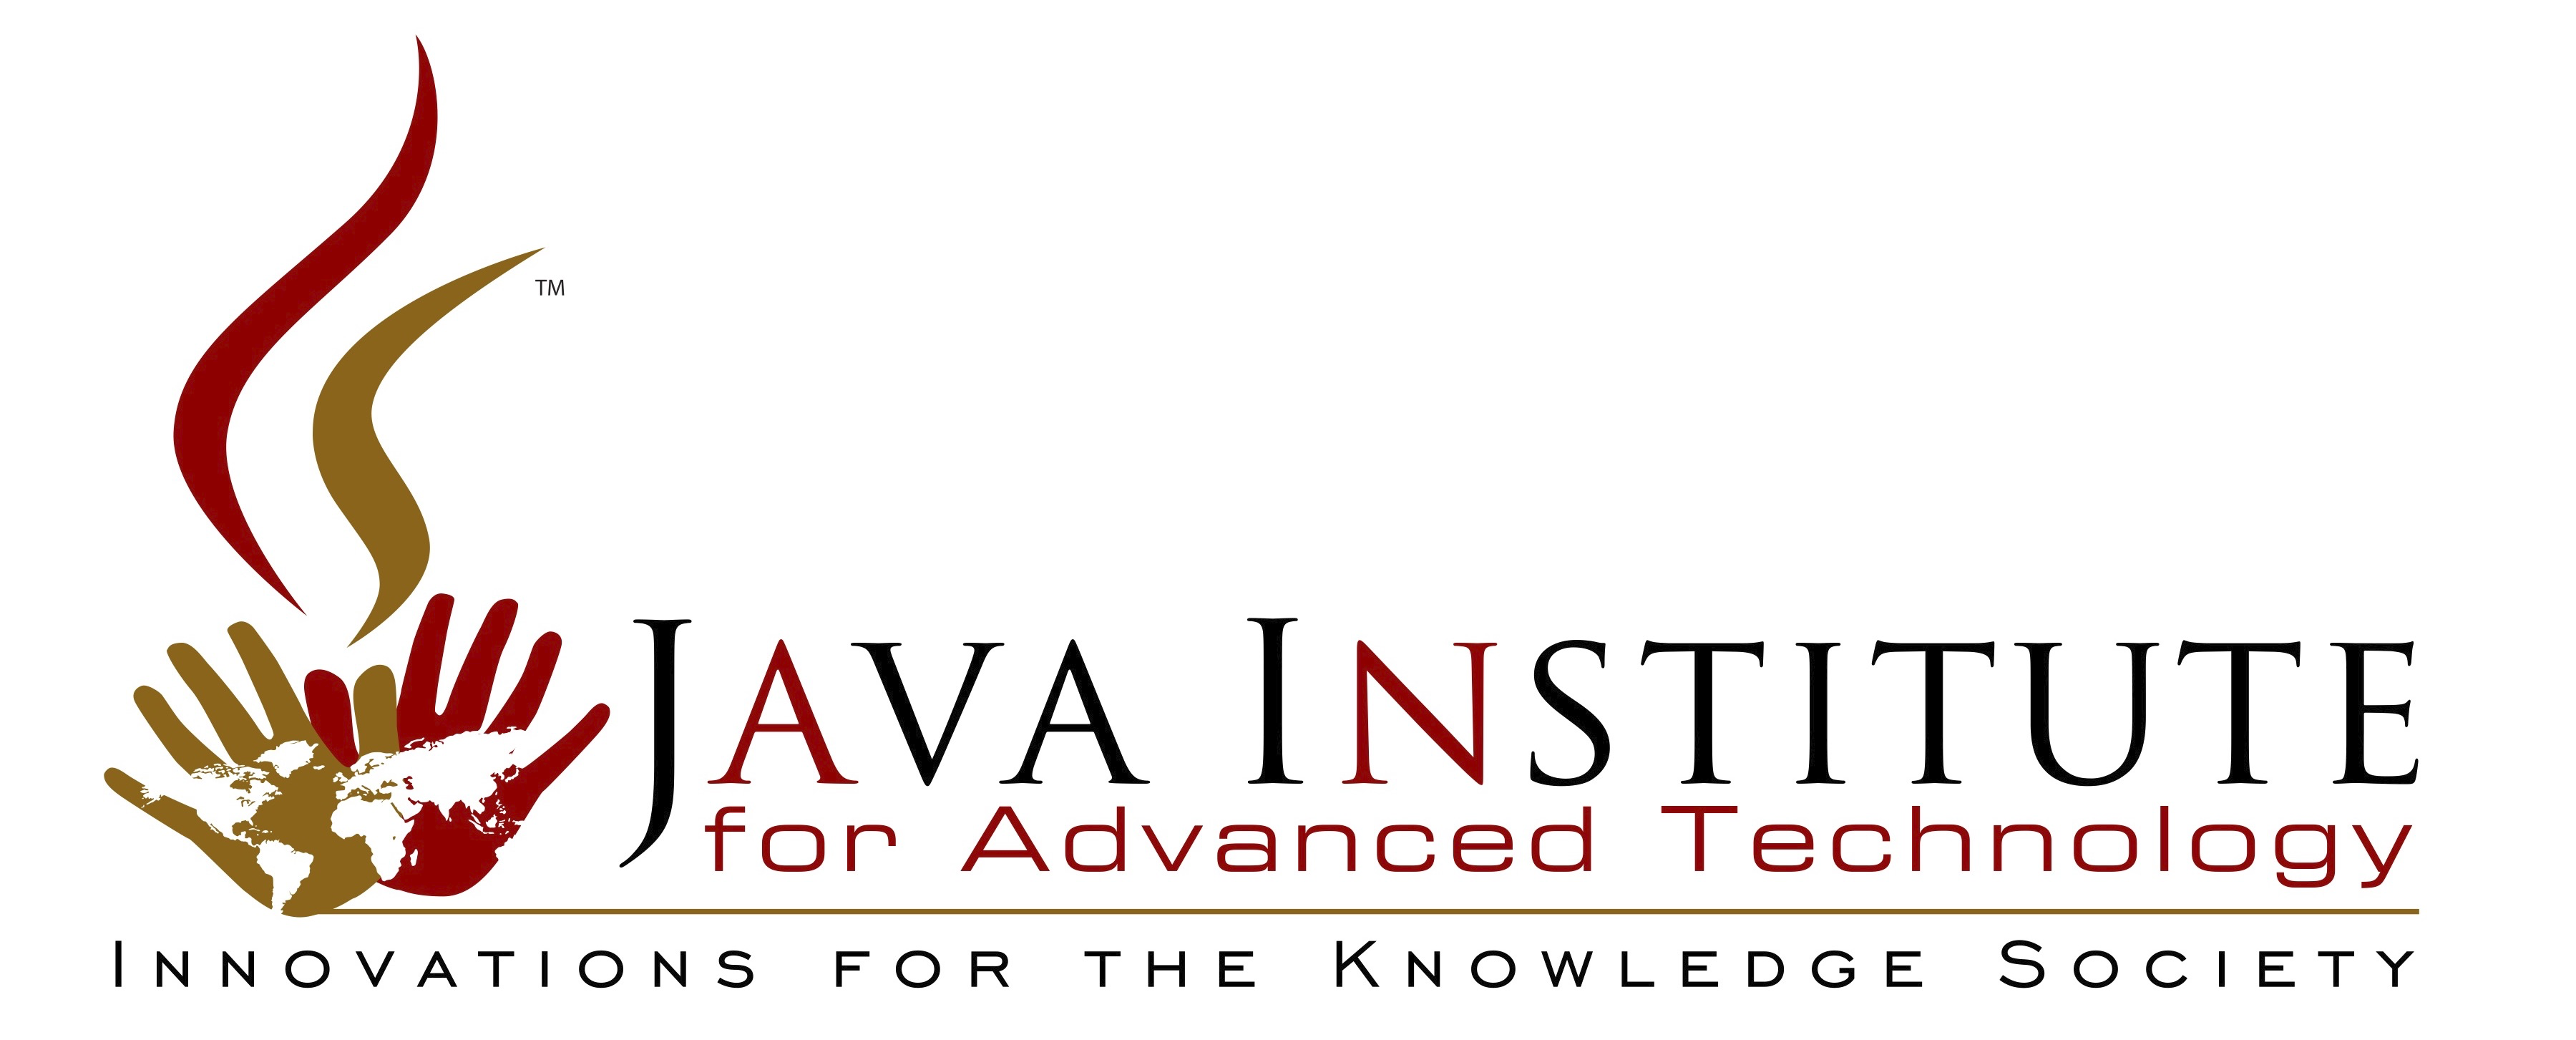 TM
Java Institute
for Advanced Technology
Innovations for the Knowledge Society